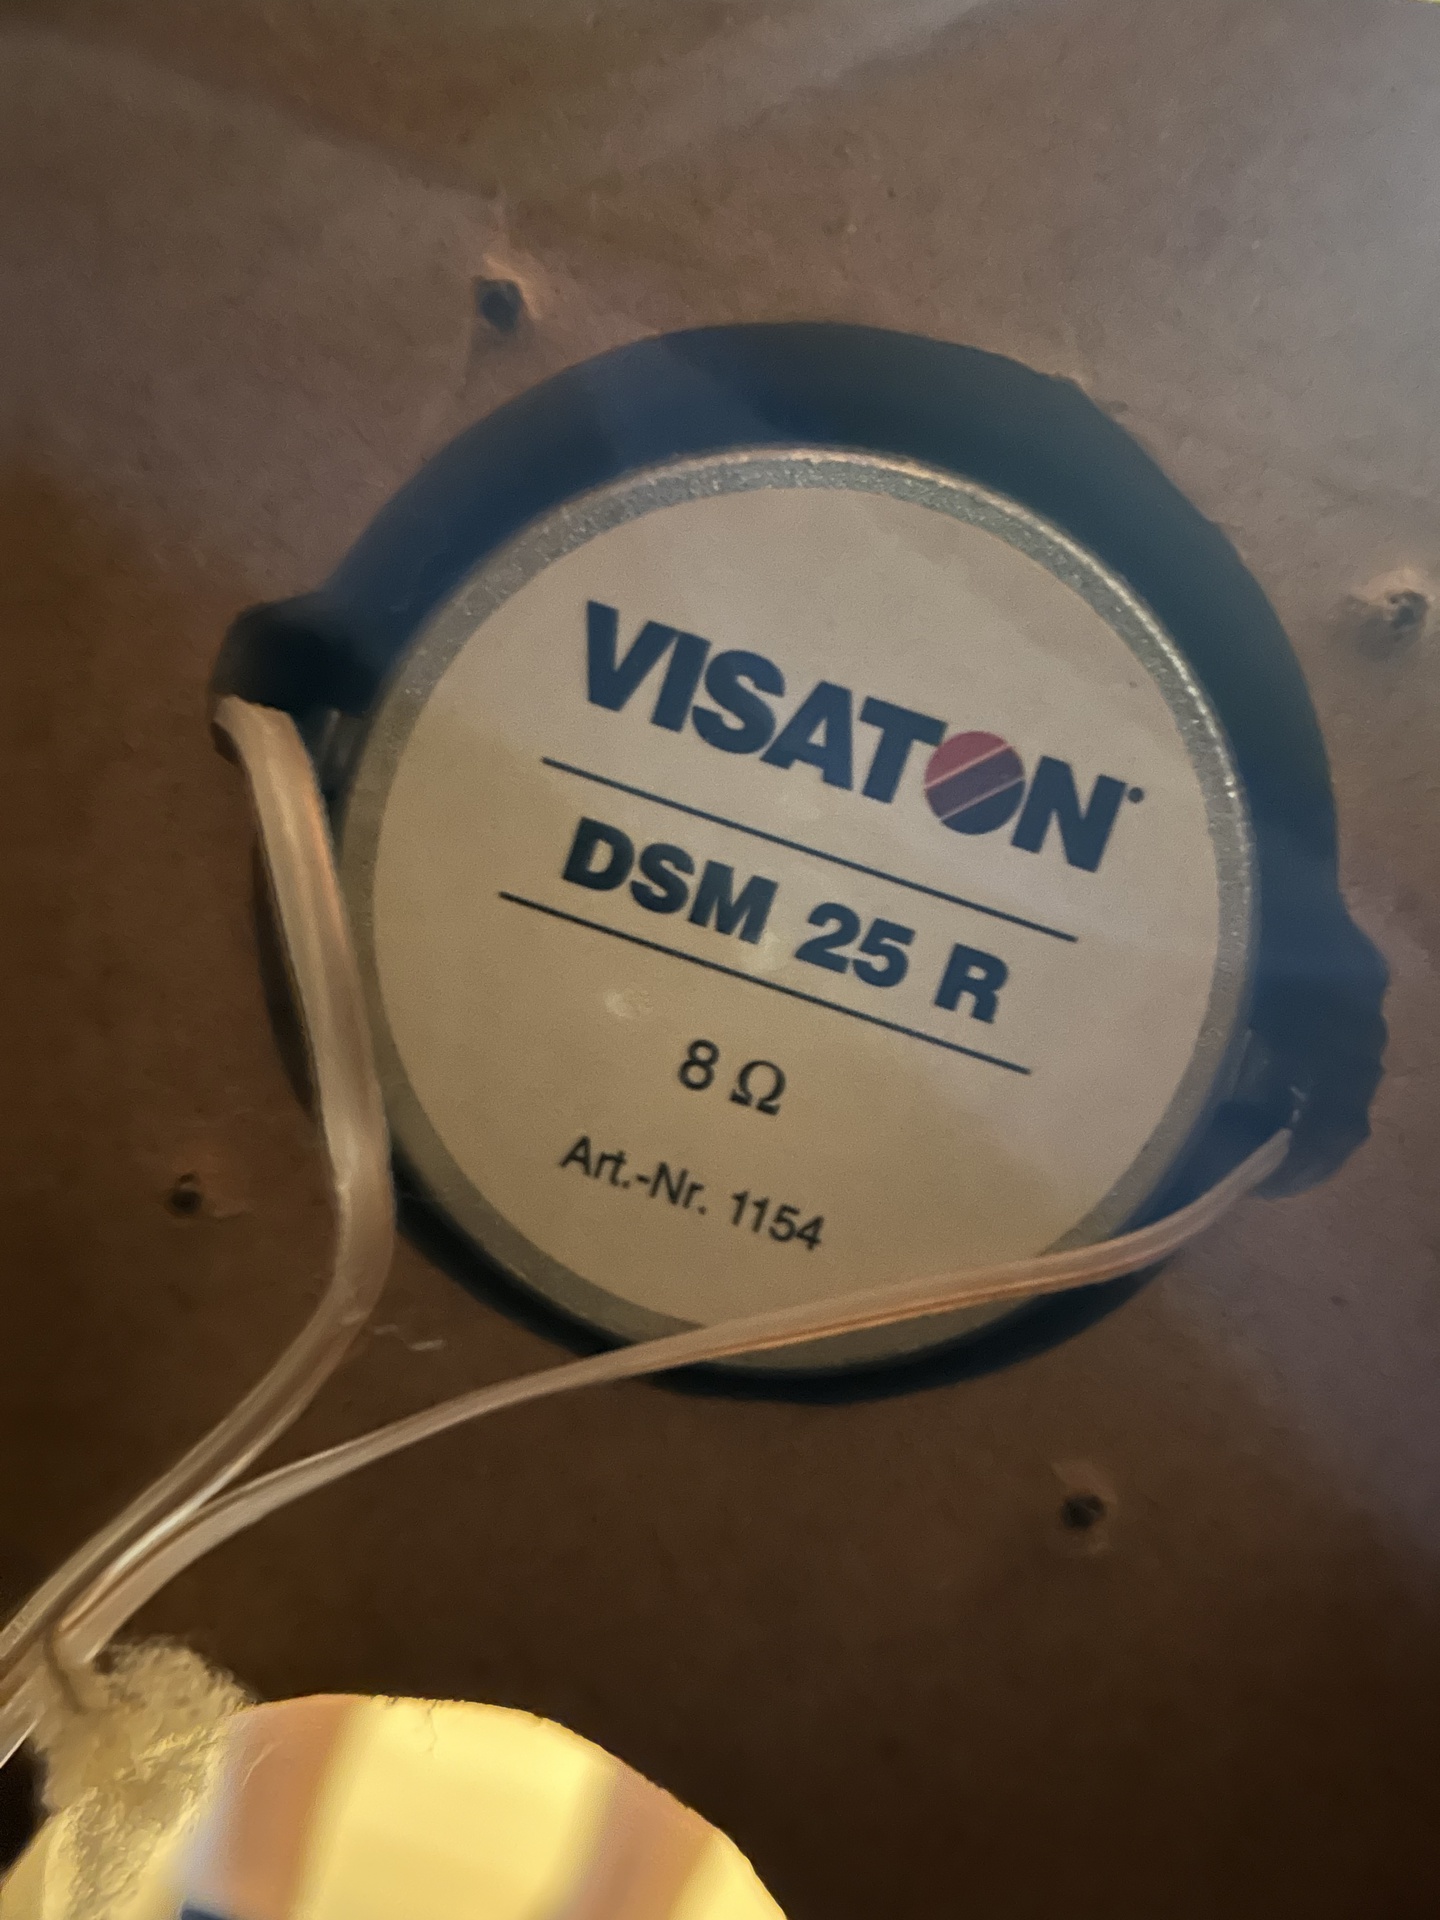 VISATON
DSM 25 R
8 Ω
Art.-Nr. 1154